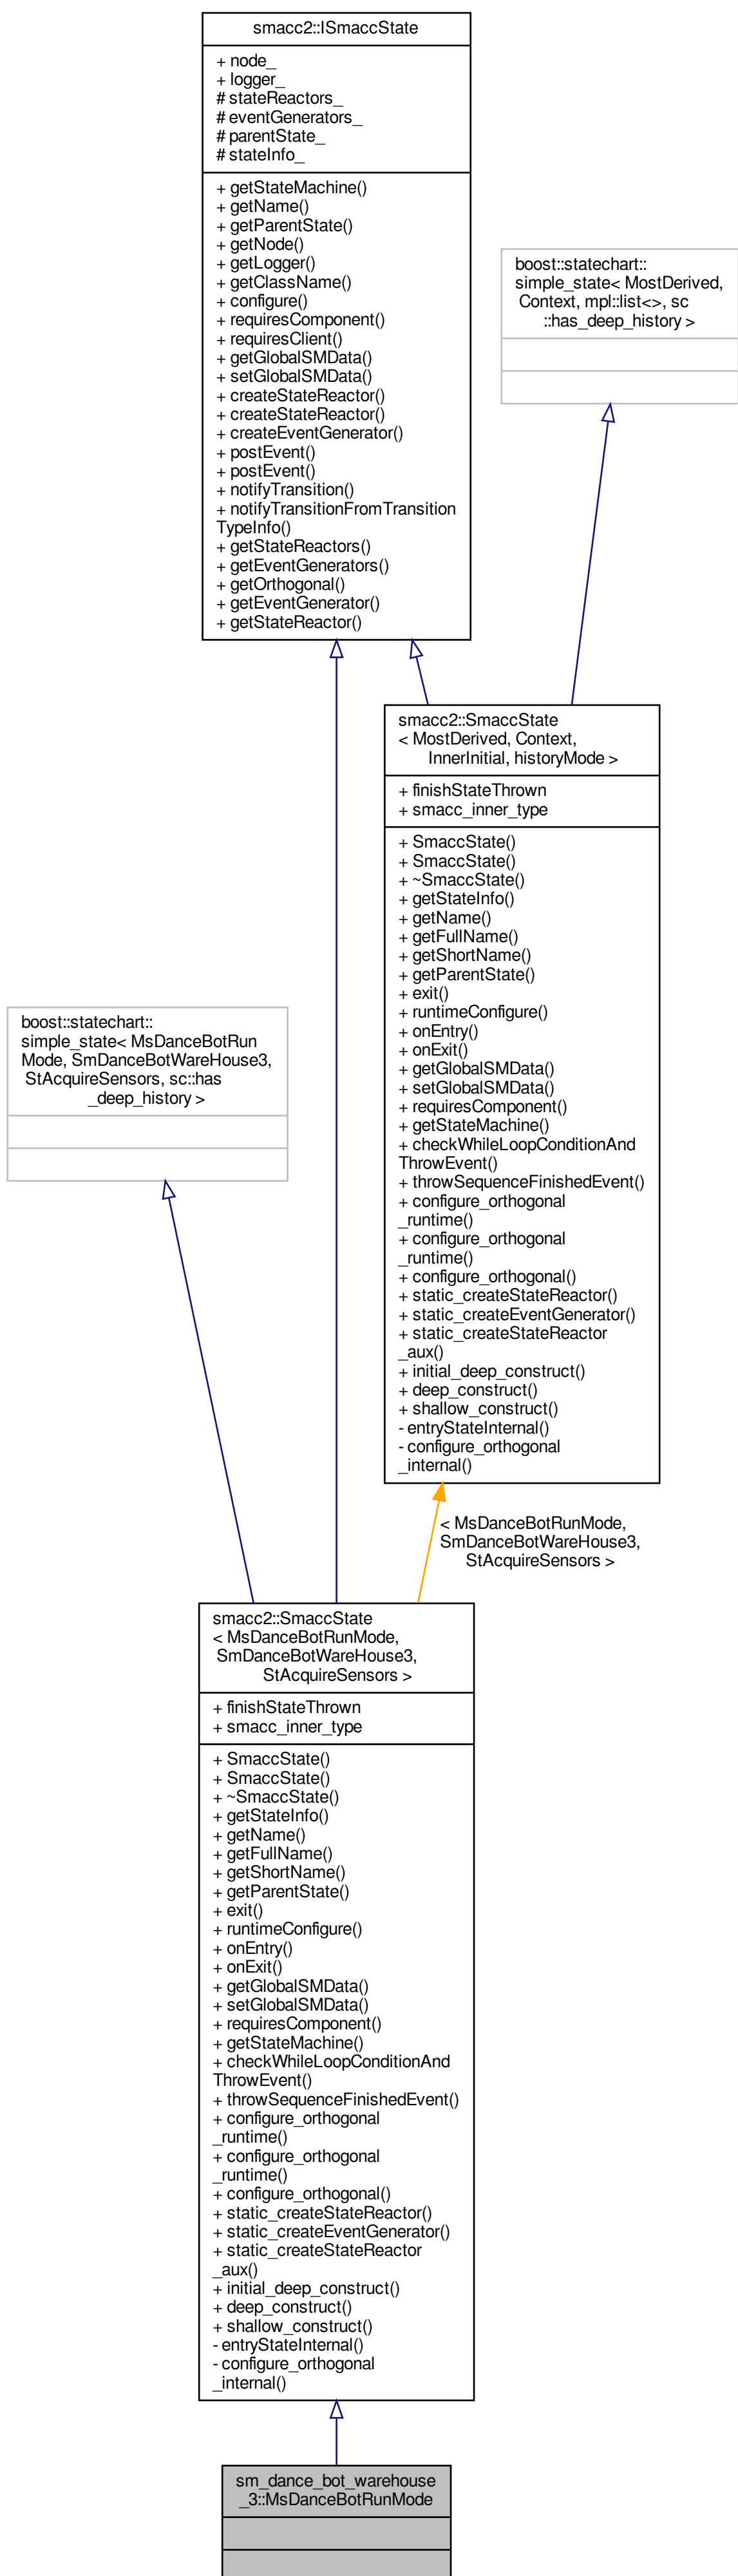 smacc2::ISmaccState
+ node_
+ logger_
# stateReactors_
# eventGenerators_
# parentState_
# stateInfo_
+ getStateMachine()
+ getName()
+ getParentState()
+ getNode()
+ getLogger()
+ getClassName()
+ configure()
+ requiresComponent()
+ requiresClient()
+ getGlobalSMData()
+ setGlobalSMData()
+ createStateReactor()
+ createStateReactor()
+ createEventGenerator()
+ postEvent()
+ postEvent()
+ notifyTransition()
+ notifyTransitionFromTransition
TypeInfo()
+ getStateReactors()
+ getEventGenerators()
+ getOrthogonal()
+ getEventGenerator()
+ getStateReactor()
boost::statechart::
simple_state< MostDerived,
Context, mpl::list<>, sc
::has_deep_history >
smacc2::SmaccState
< MostDerived, Context,
InnerInitial, historyMode >
+ finishStateThrown
+ smacc_inner_type
+ SmaccState()
+ SmaccState()
+ ~SmaccState()
+ getStateInfo()
+ getName()
+ getFullName()
+ getShortName()
+ getParentState()
+ exit()
+ runtimeConfigure()
+ onEntry()
+ onExit()
+ getGlobalSMData()
+ setGlobalSMData()
+ requiresComponent()
+ getStateMachine()
+ checkWhileLoopConditionAnd
ThrowEvent()
+ throwSequenceFinishedEvent()
+ configure_orthogonal
_runtime()
+ configure_orthogonal
_runtime()
+ configure_orthogonal()
+ static_createStateReactor()
+ static_createEventGenerator()
+ static_createStateReactor
_aux()
+ initial_deep_construct()
+ deep_construct()
+ shallow_construct()
- entryStateInternal()
- configure_orthogonal
_internal()
boost::statechart::
simple_state< MsDanceBotRun
Mode, SmDanceBotWareHouse3,
StAcquireSensors, sc::has
_deep_history >
< MsDanceBotRunMode,
SmDanceBotWareHouse3,
StAcquireSensors >
smacc2::SmaccState
< MsDanceBotRunMode,
SmDanceBotWareHouse3,
StAcquireSensors >
+ finishStateThrown
+ smacc_inner_type
+ SmaccState()
+ SmaccState()
+ ~SmaccState()
+ getStateInfo()
+ getName()
+ getFullName()
+ getShortName()
+ getParentState()
+ exit()
+ runtimeConfigure()
+ onEntry()
+ onExit()
+ getGlobalSMData()
+ setGlobalSMData()
+ requiresComponent()
+ getStateMachine()
+ checkWhileLoopConditionAnd
ThrowEvent()
+ throwSequenceFinishedEvent()
+ configure_orthogonal
_runtime()
+ configure_orthogonal
_runtime()
+ configure_orthogonal()
+ static_createStateReactor()
+ static_createEventGenerator()
+ static_createStateReactor
_aux()
+ initial_deep_construct()
+ deep_construct()
+ shallow_construct()
- entryStateInternal()
- configure_orthogonal
_internal()
sm_dance_bot_warehouse
_3::MsDanceBotRunMode